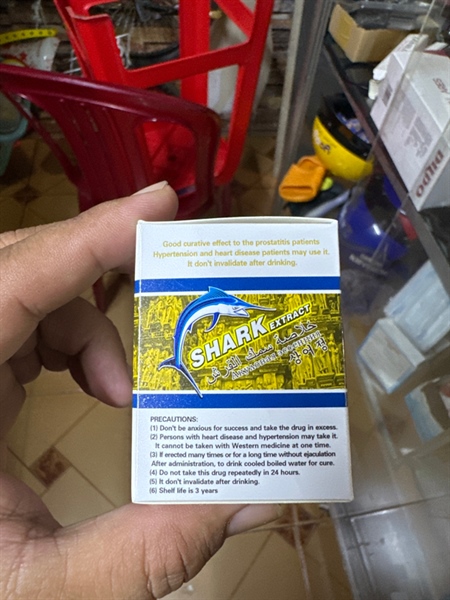 Good curative effect to the prostatitis patients
Hypertension and heart disease patients may use it.
It don't invalidate after drinking.
SHARK EXTRACT
خلاصة سمك القرش
PRECAUTIONS:
(1) Don't be anxious for success and take the drug in excess.
(2) Persons with heart disease and hypertension may take it.
It cannot be taken with Western medicine at one time.
(3) If erected many times or for a long time without ejaculation
After administration, to drink cooled boiled water for cure.
(4) Do not take this drug repeatedly in 24 hours.
(5) It don't invalidate after drinking.
(6) Shelf life is 3 years